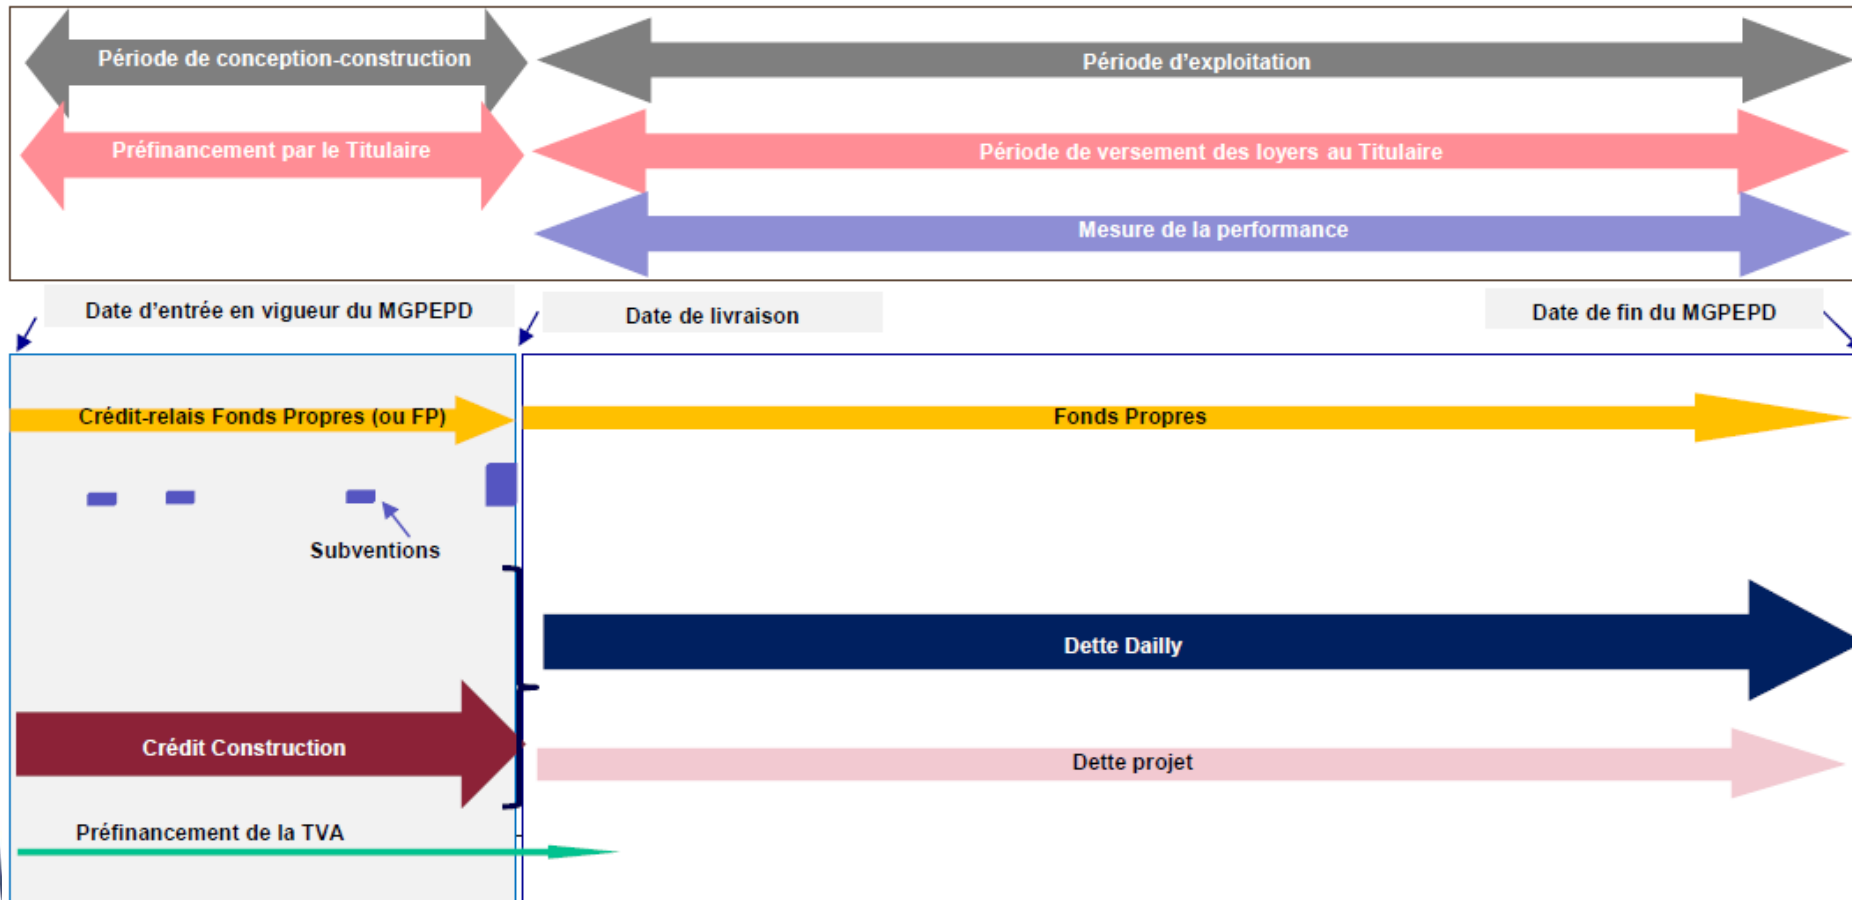 Période de conception-construction
Période d'exploitation
Préfinancement par le Titulaire
Période de versement des loyers au Titulaire
Mesure de la performance
Date d'entrée en vigueur du MGPEPD
Date de livraison
Date de fin du MGPEPD
Crédit-relais Fonds Propres (ou FP)
Fonds Propres
Subventions
Dette Dailly
Crédit Construction
Dette projet
Préfinancement de la TVA